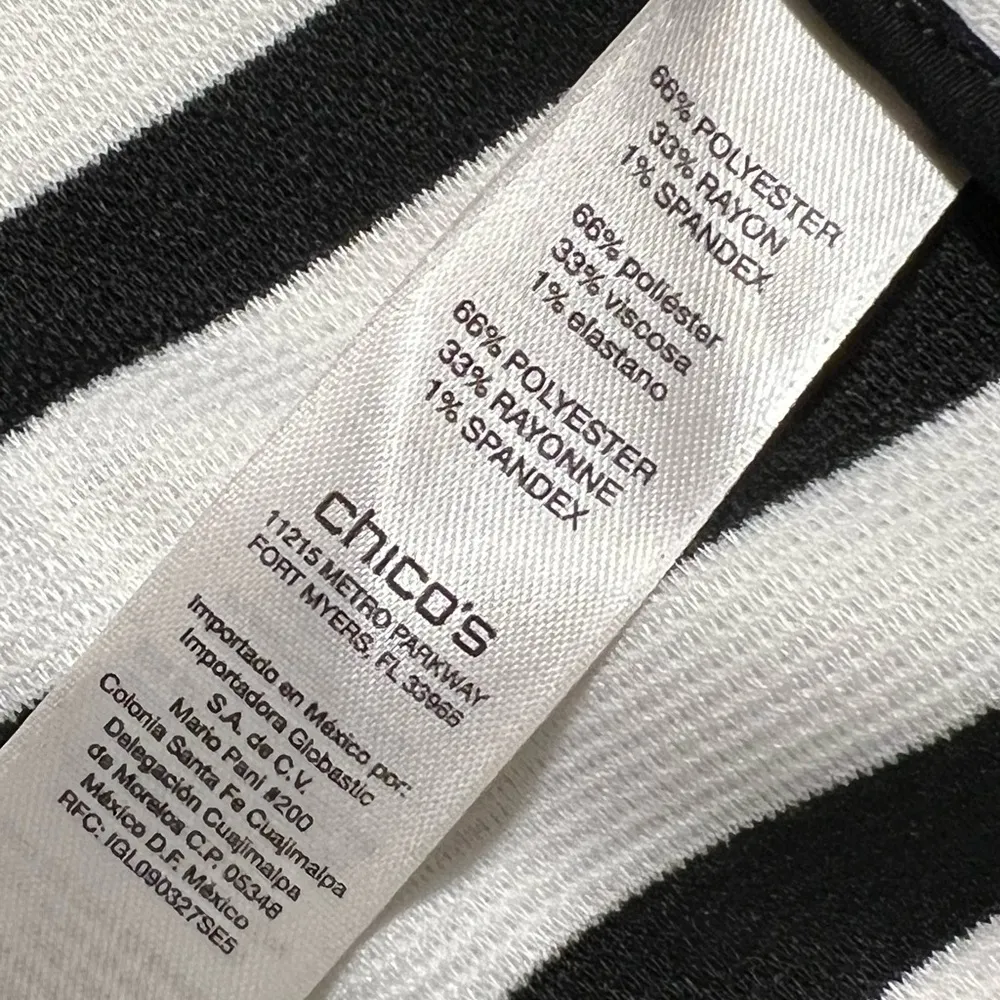 66% POLYESTER
33% RAYON
1% SPANDEX
66% poliéster
33% viscosa
1% elastano
66% POLYESTER
33% RAYONNE
1% SPANDEX
chico's
11215 METRO PARKWAY
FORT MYERS, FL 33966
Importado en México por:
Importadora Globastic
S.A. de C.V.
Mario Pani #200
Colonia Santa Fe Cuajimalpa
Delegación Cuajimalpa
de Morelos C.P. 05348
México D.F. México
RFC: IGL090327SE5